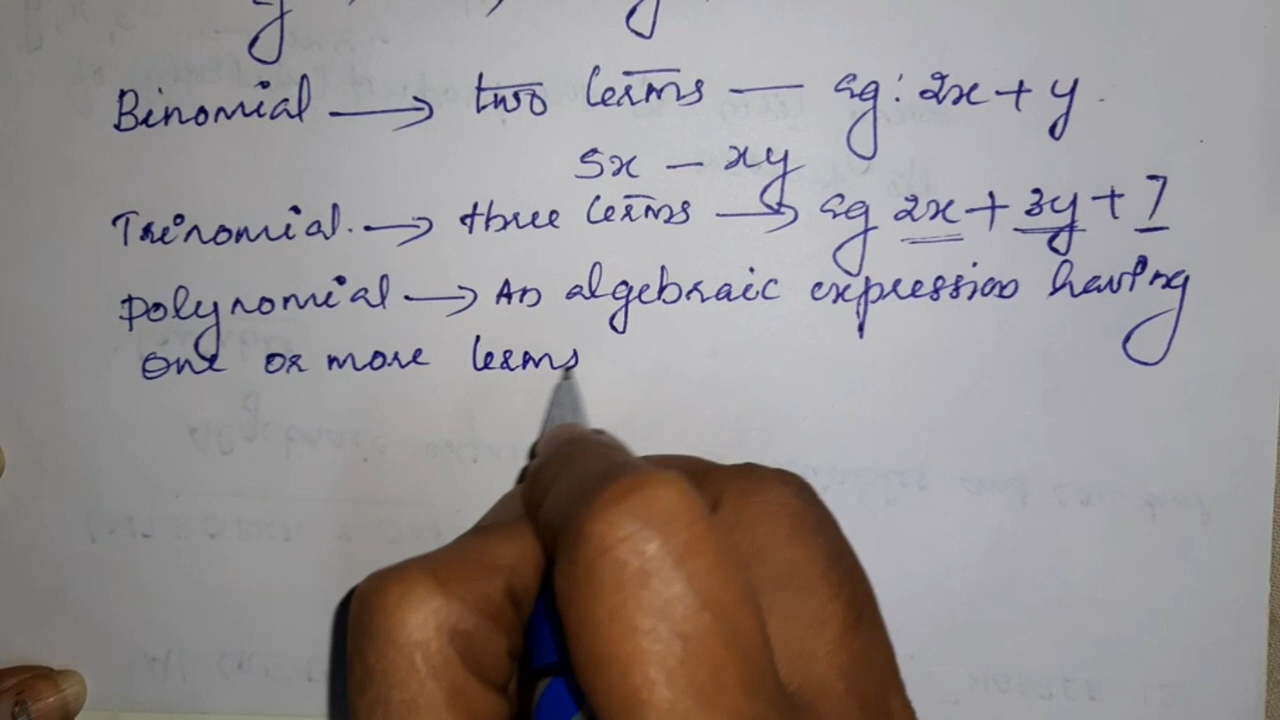 Binomial → two terms — eg: 2x + y.
5x – xy
Trinomial. → three terms → eg 2x + 3y + 7
Polynomial → An algebraic expression having
one or more terms